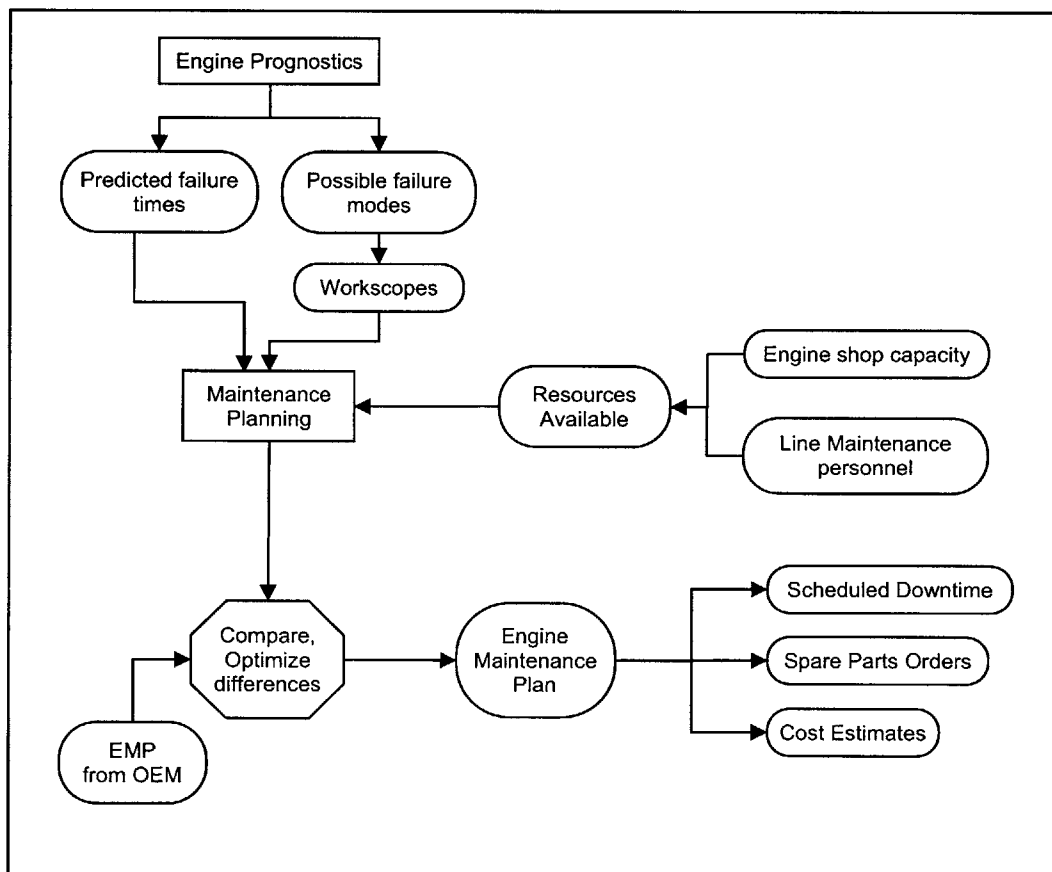 Engine Prognostics
Predicted failure
times
Possible failure
modes
Workscopes
Maintenance
Planning
Resources
Available
Engine shop capacity
Line Maintenance
personnel
Compare,
Optimize
differences
Engine
Maintenance
Plan
Scheduled Downtime
Spare Parts Orders
Cost Estimates
EMP
from OEM